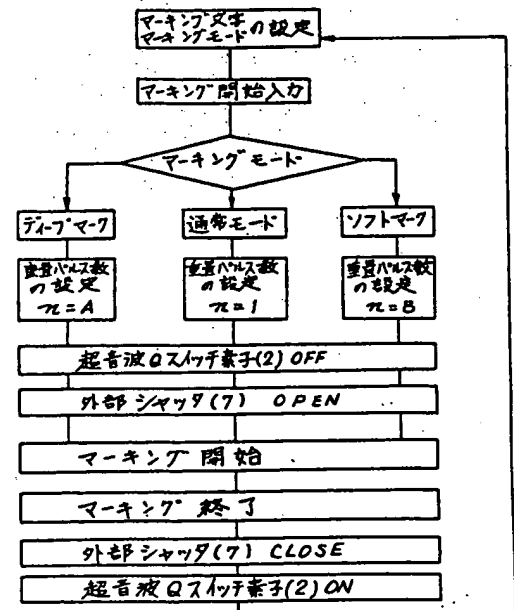 マーキング文字
マーキングモードの設定
マーキング開始入力
マーキングモード
ディープマーク
通常モード
ソフトマーク
重畳パルス数
の設定
n=A
重畳パルス数
の設定
n=1
重畳パルス数
の設定
n=B
超音波Qスイッチ素子(2) OFF
外部シャッタ(7) OPEN
マーキング開始
マーキング終了
外部シャッタ(7) CLOSE
超音波Qスイッチ素子(2) ON